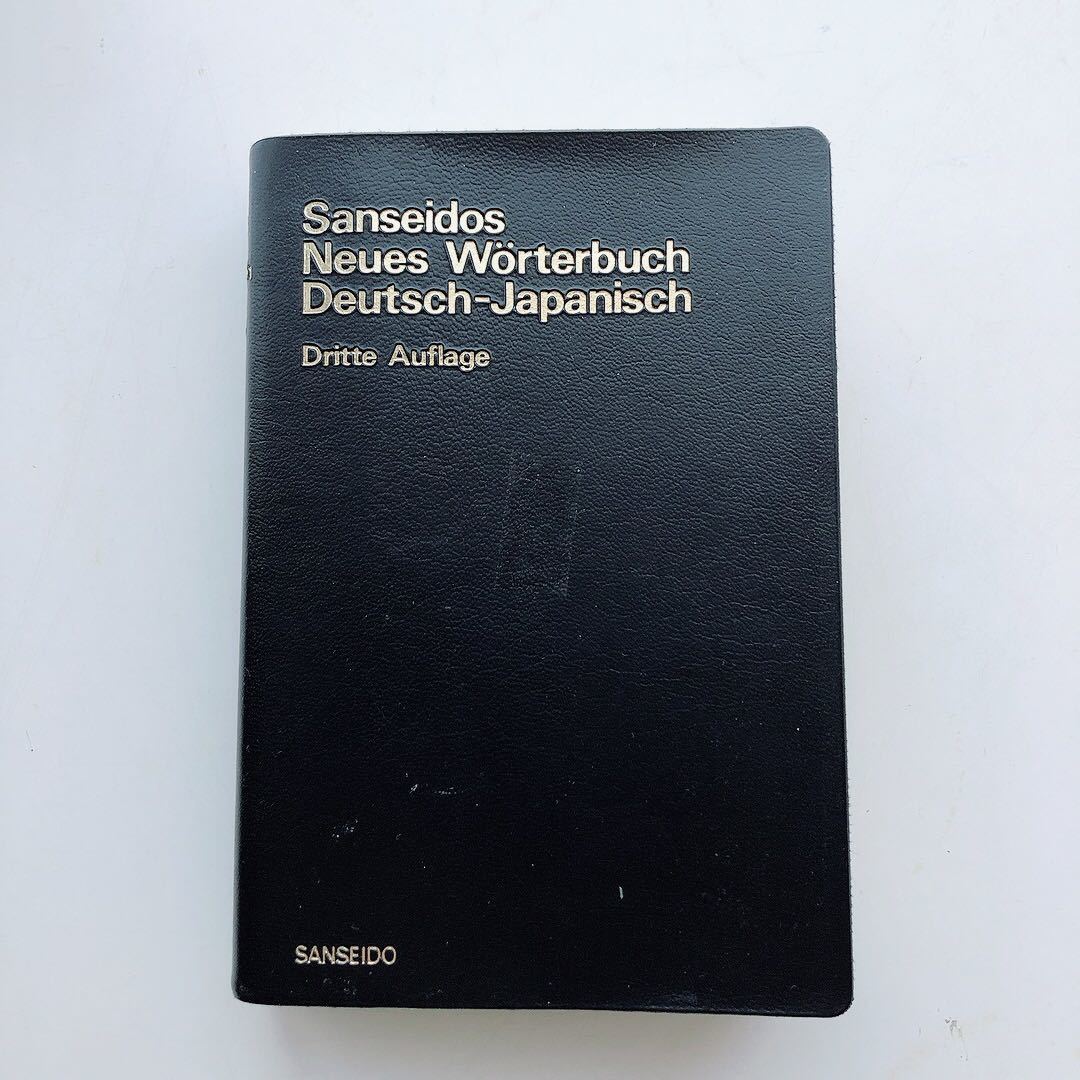 Sanseidos
Neues Wörterbuch
Deutsch-Japanisch
Dritte Auflage
SANSEIDO